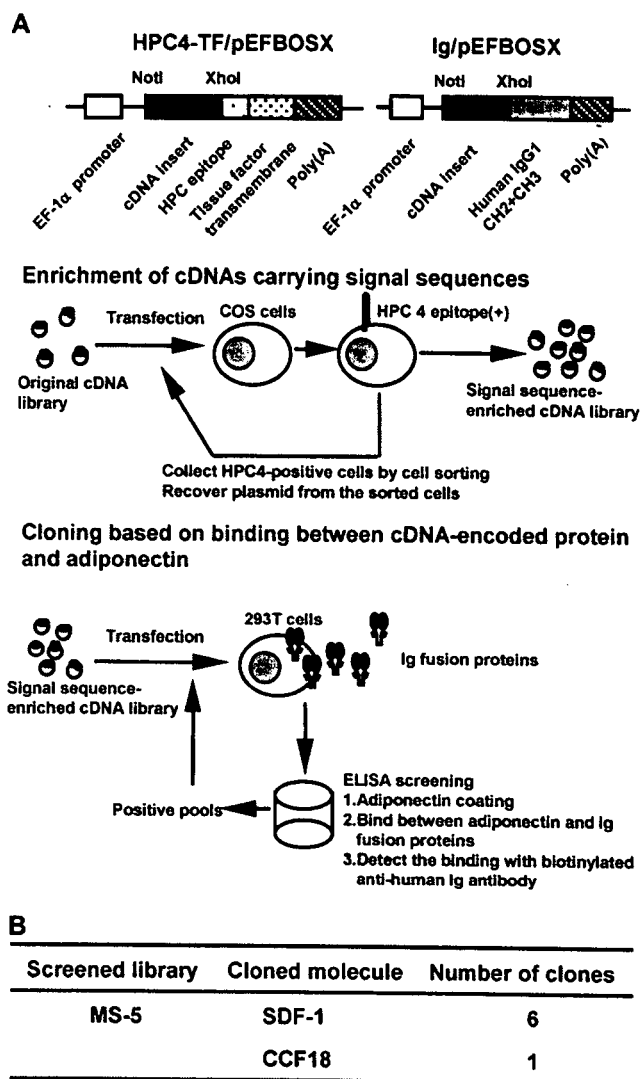 A
HPC4-TF/pEFBOSX
Ig/pEFBOSX
NotI XhoI
NotI XhoI
EF-1α promoter
cDNA insert
HPC epitope
Tissue factor
transmembrane
Poly(A)
EF-1α promoter
cDNA insert
Human IgG1
CH2+CH3
Poly(A)
Enrichment of cDNAs carrying signal sequences
Transfection
COS cells
HPC 4 epitope(+)
Original cDNA
library
Signal sequence-
enriched cDNA library
Collect HPC4-positive cells by cell sorting
Recover plasmid from the sorted cells
Cloning based on binding between cDNA-encoded protein
and adiponectin
Transfection
293T cells
Ig fusion proteins
Signal sequence-
enriched cDNA library
Positive pools
ELISA screening
1.Adiponectin coating
2.Bind between adiponectin and Ig
fusion proteins
3.Detect the binding with biotinylated
anti-human Ig antibody
B
Screened library Cloned molecule Number of clones
MS-5 SDF-1 6
CCF18 1